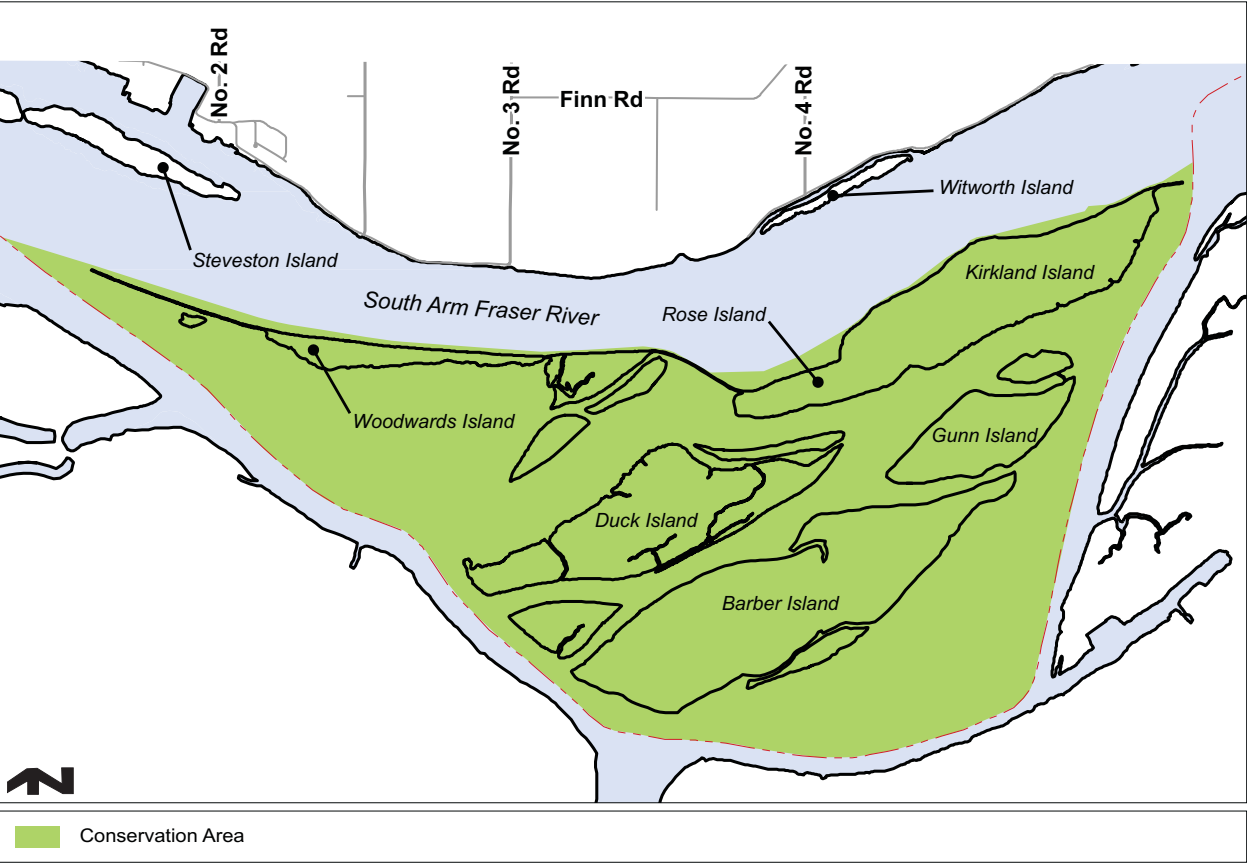 No. 2 Rd
No. 3 Rd
Finn Rd
No. 4 Rd
Witworth Island
Steveston Island
Kirkland Island
South Arm Fraser River
Rose Island
Woodwards Island
Gunn Island
Duck Island
Barber Island
N
Conservation Area